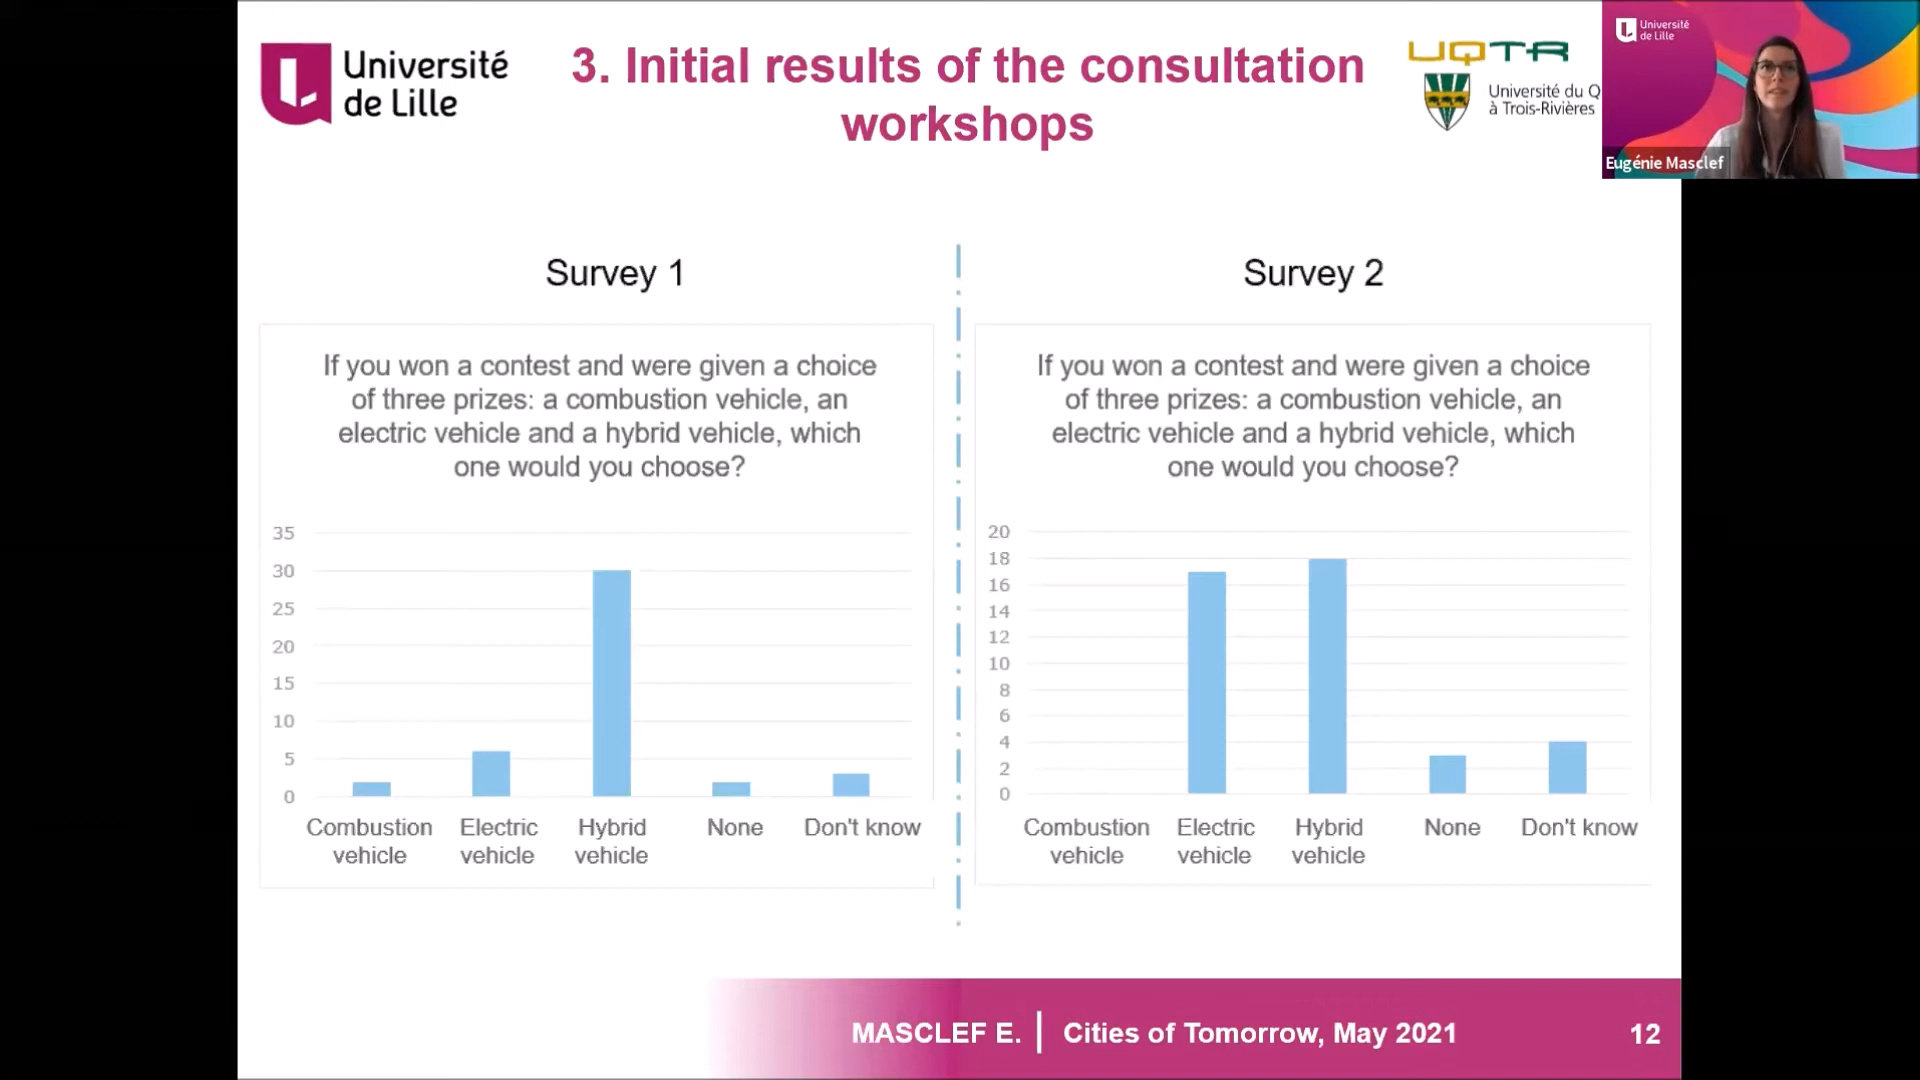 Université
de Lille
3. Initial results of the consultation
workshops
UQTR
Université du Q
à Trois-Rivières
Université
de Lille
Eugénie Masclef
Survey 1
If you won a contest and were given a choice
of three prizes: a combustion vehicle, an
electric vehicle and a hybrid vehicle, which
one would you choose?
35
30
25
20
15
10
5
0
Combustion vehicle
Electric vehicle
Hybrid vehicle
None
Don't know
Survey 2
If you won a contest and were given a choice
of three prizes: a combustion vehicle, an
electric vehicle and a hybrid vehicle, which
one would you choose?
20
18
16
14
12
10
8
6
4
2
0
Combustion vehicle
Electric vehicle
Hybrid vehicle
None
Don't know
MASCLEF E. | Cities of Tomorrow, May 2021
12